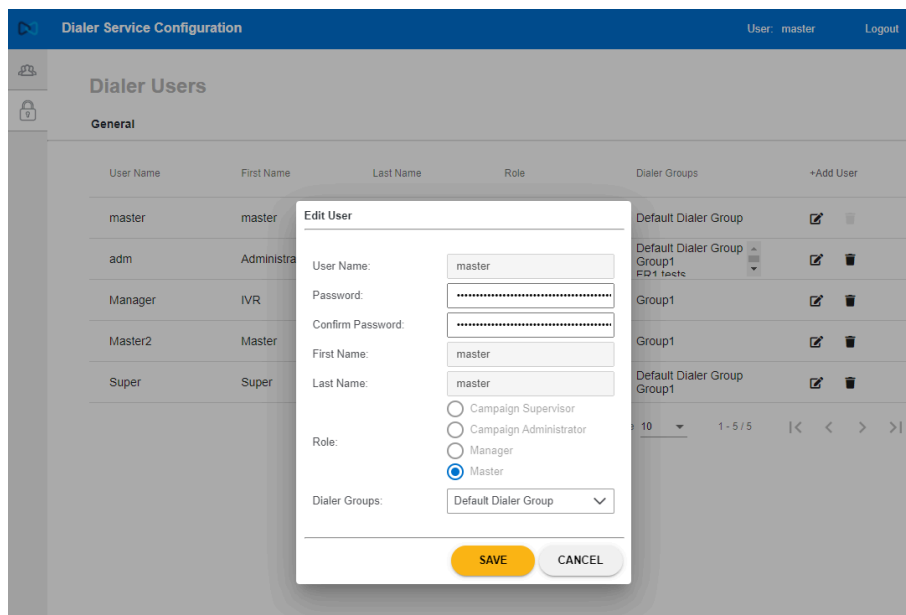 Dialer Service Configuration User: master Logout
Dialer Users
General
User Name First Name Last Name Role Dialer Groups +Add User
master master Default Dialer Group
adm Administra Default Dialer Group
Group1
ER1 tests
Manager IVR Group1
Master2 Master Group1
Super Super Default Dialer Group
Group1
10 1 - 5 / 5
Edit User
User Name: master
Password:
Confirm Password:
First Name: master
Last Name: master
Role:
Campaign Supervisor
Campaign Administrator
Manager
Master
Dialer Groups: Default Dialer Group
SAVE CANCEL